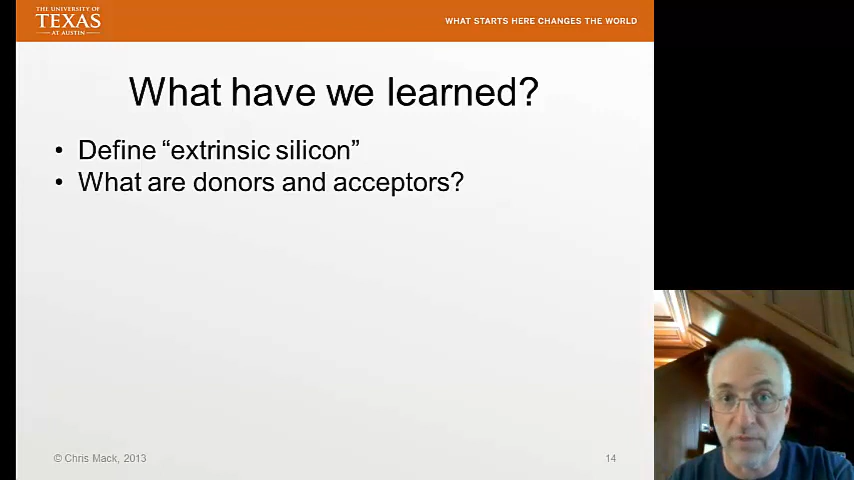 THE UNIVERSITY OF
TEXAS
AT AUSTIN
WHAT STARTS HERE CHANGES THE WORLD
What have we learned?
• Define “extrinsic silicon”
• What are donors and acceptors?
© Chris Mack, 2013
14